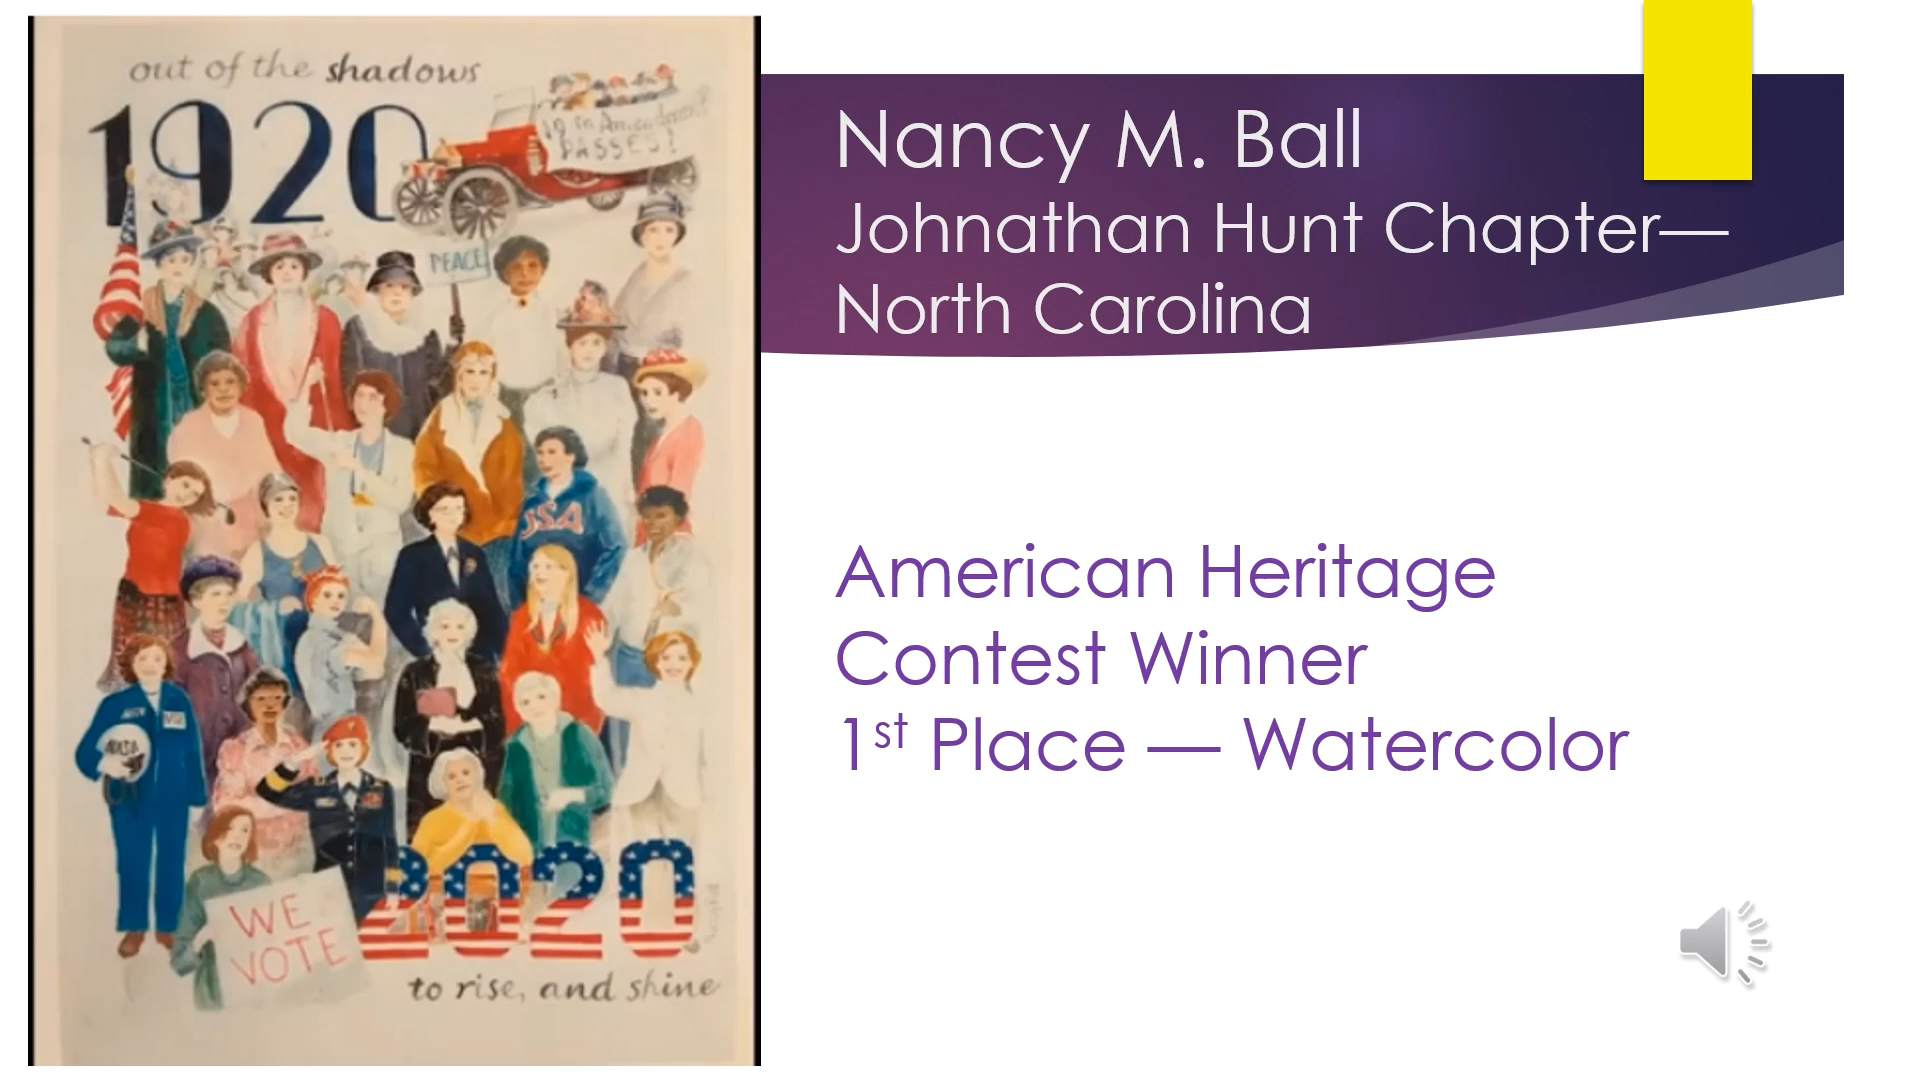 out of the shadows
1920
19th Amendment
PASSES!
PEACE
USA
NASA
WE
VOTE
2020
to rise, and shine
Nancy M. Ball
Johnathan Hunt Chapter—
North Carolina
American Heritage
Contest Winner
1st Place — Watercolor